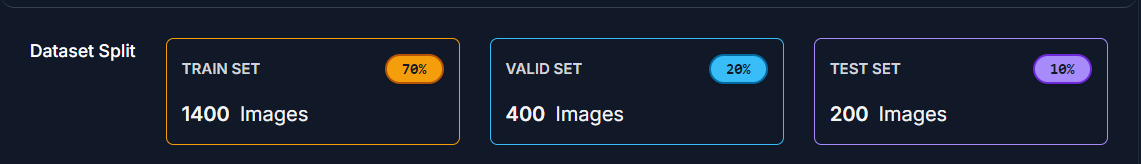 Dataset Split
TRAIN SET 70%
1400 Images
VALID SET 20%
400 Images
TEST SET 10%
200 Images